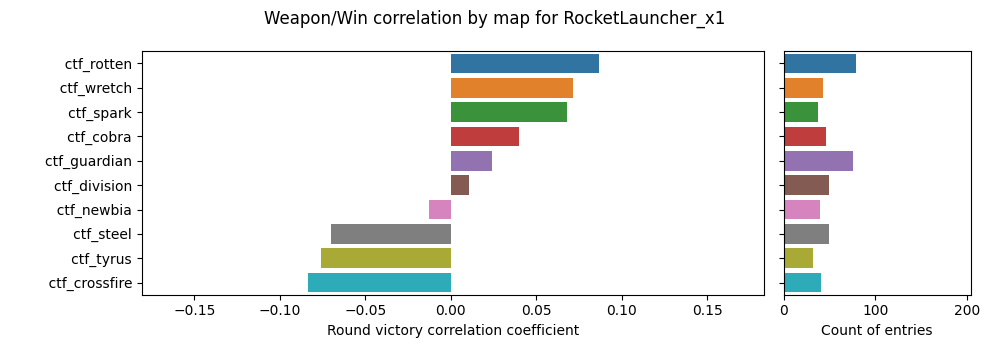 Weapon/Win correlation by map for RocketLauncher_x1
ctf_rotten
ctf_wretch
ctf_spark
ctf_cobra
ctf_guardian
ctf_division
ctf_newbia
ctf_steel
ctf_tyrus
ctf_crossfire
−0.15 −0.10 −0.05 0.00 0.05 0.10 0.15
Round victory correlation coefficient
0 100 200
Count of entries